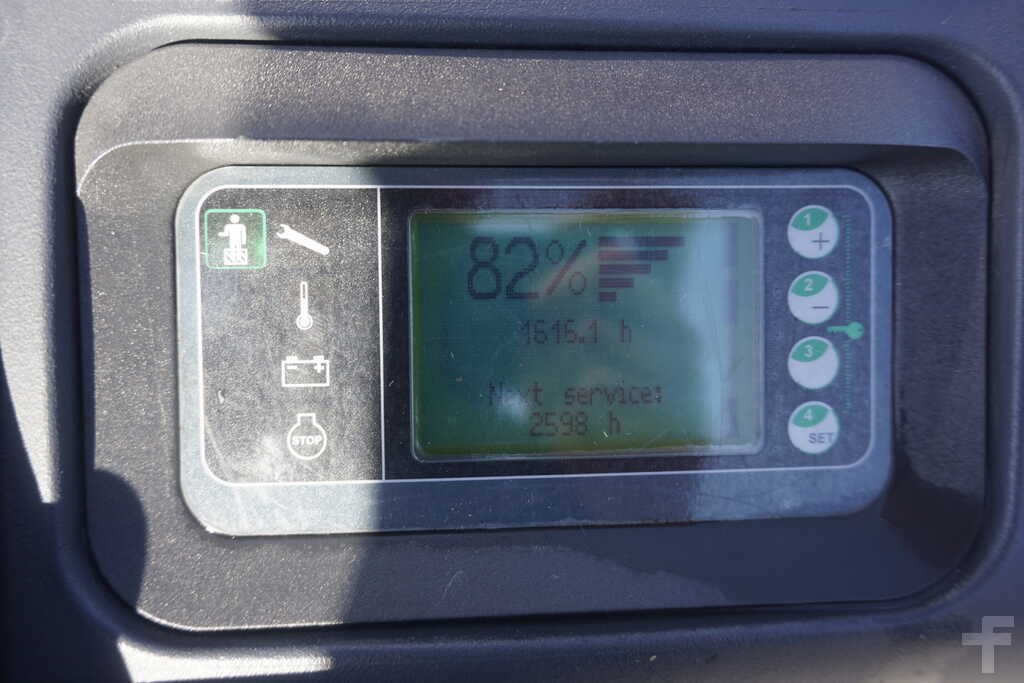 82%
1616.1 h
Next service:
2598 h
STOP
1
+
2
−
3
4
SET